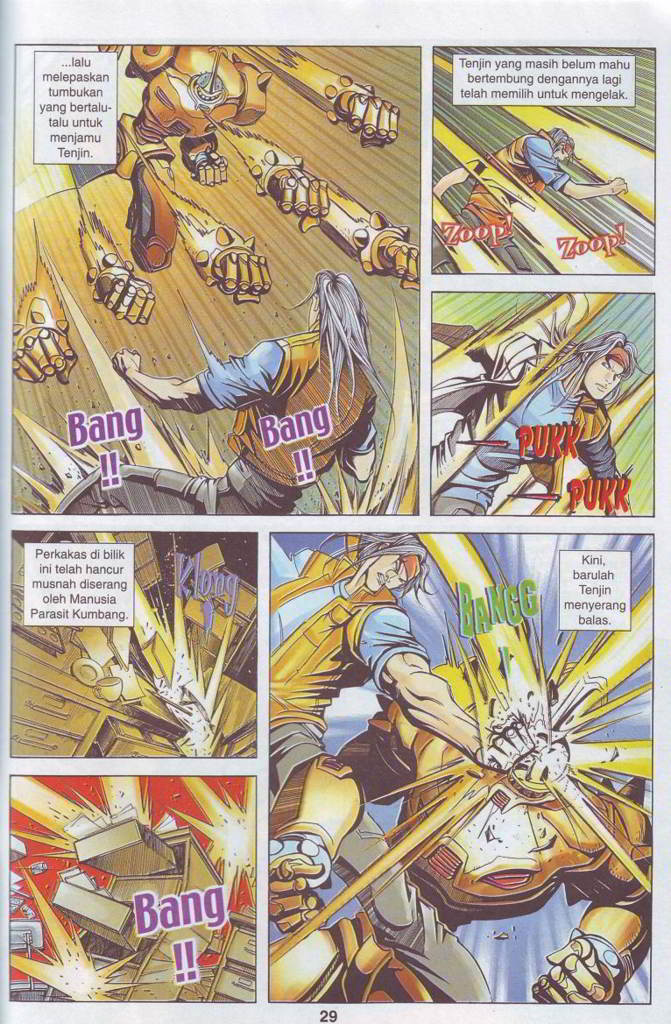 ...lalu
melepaskan
tumbukan
yang bertalu-
talu untuk
menjamu
Tenjin.
Bang
!!
Bang
!!
Tenjin yang masih belum mahu
bertembung dengannya lagi
telah memilih untuk mengelak.
Zoop!
Zoop!
PUKK
PUKK
Perkakas di bilik
ini telah hancur
musnah diserang
oleh Manusia
Parasit Kumbang.
Klong
!
Bang
!!
Kini,
barulah
Tenjin
menyerang
balas.
BANGG
!!
29